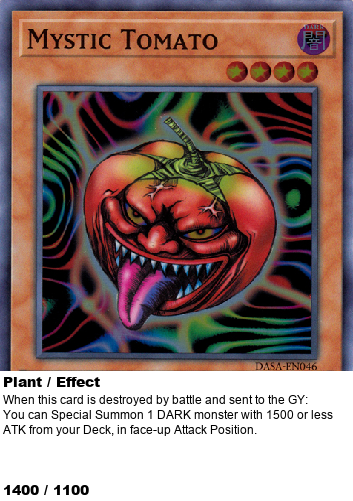 Mystic Tomato
闇
DASA-EN046
Plant / Effect
When this card is destroyed by battle and sent to the GY:
You can Special Summon 1 DARK monster with 1500 or less
ATK from your Deck, in face-up Attack Position.
1400 / 1100